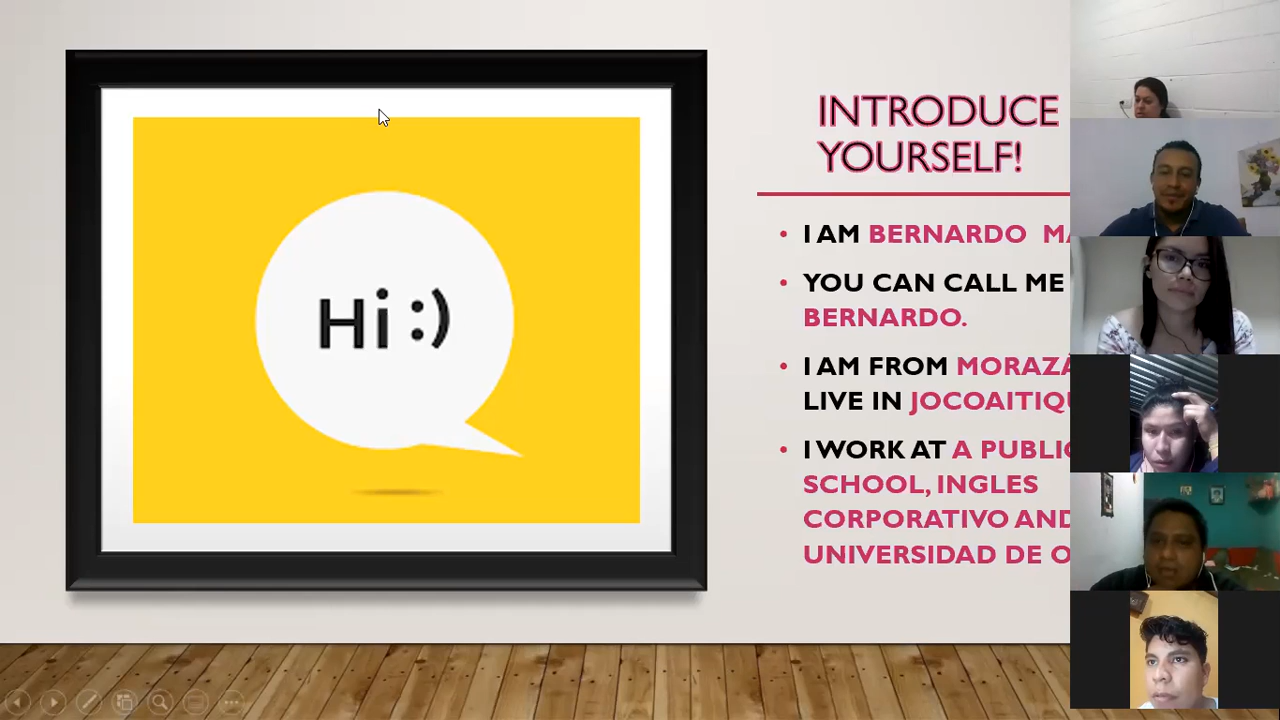 Hi :)
INTRODUCE
YOURSELF!
• I AM BERNARDO
• YOU CAN CALL ME
BERNARDO.
• I AM FROM
LIVE IN
• I WORK AT A
SCHOOL, INGLES
CORPORATIVO AND
UNIVERSIDAD DE